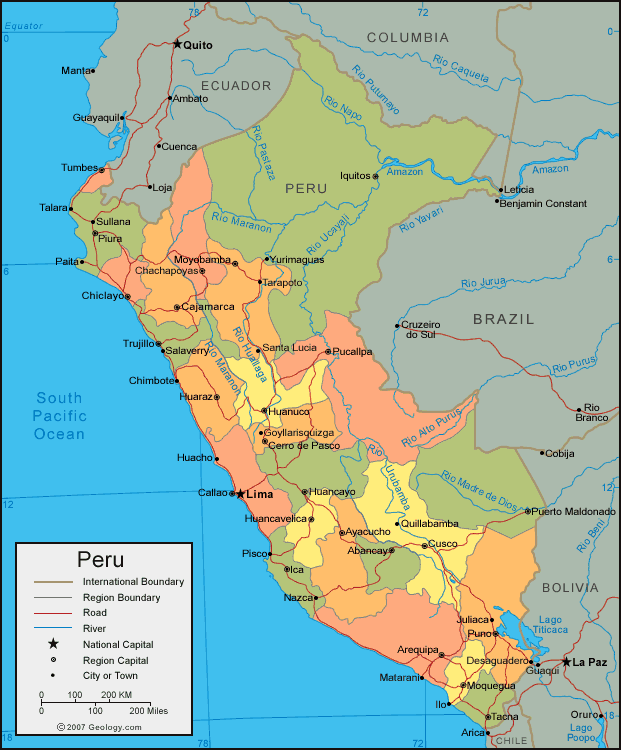 78
72
Equator
0
0
COLUMBIA
Quito
Manta
ECUADOR
Rio Caqueta
Rio Putumayo
Rio Napo
Ambato
Guayaquil
Cuenca
Rio Pastaza
Tumbes
Loja
PERU
Iquitos
Amazon
Amazon
Leticia
Benjamin Constant
Talara
Sullana
Piura
Rio Maranon
Rio Ucayali
Rio Yavari
Paita
6
6
Moyobamba
Yurimaguas
Chachapoyas
Tarapoto
Rio Jurua
Chiclayo
Cajamarca
BRAZIL
Cruzeiro
do Sul
Trujillo
Salaverry
Rio Huallaga
Santa Lucia
Pucallpa
Rio Maranon
Rio Purus
Chimbote
Huaraz
South
Pacific
Ocean
Huanuco
Rio Alto Purus
Rio
Branco
Goyllarisquizga
Cerro de Pasco
Huacho
Rio Urubamba
Cobija
Rio Madre de Dios
12
12
Callao
Lima
Huancayo
Puerto Maldonado
Huancavelica
Quillabamba
Ayacucho
Rio Beni
Abancay
Cusco
Pisco
Ica
BOLIVIA
Nazca
Juliaca
Lago
Titicaca
Puno
Arequipa
Desaguadero
Guaqui
La Paz
Matarani
Moquegua
Ilo
Tacna
Oruro
18
Lago
Poopo
Arica
CHILE
18
78
72
Peru
International Boundary
Region Boundary
Road
River
National Capital
Region Capital
City or Town
0 100 200 KM
0 100 200 Miles
© 2007 Geology.com